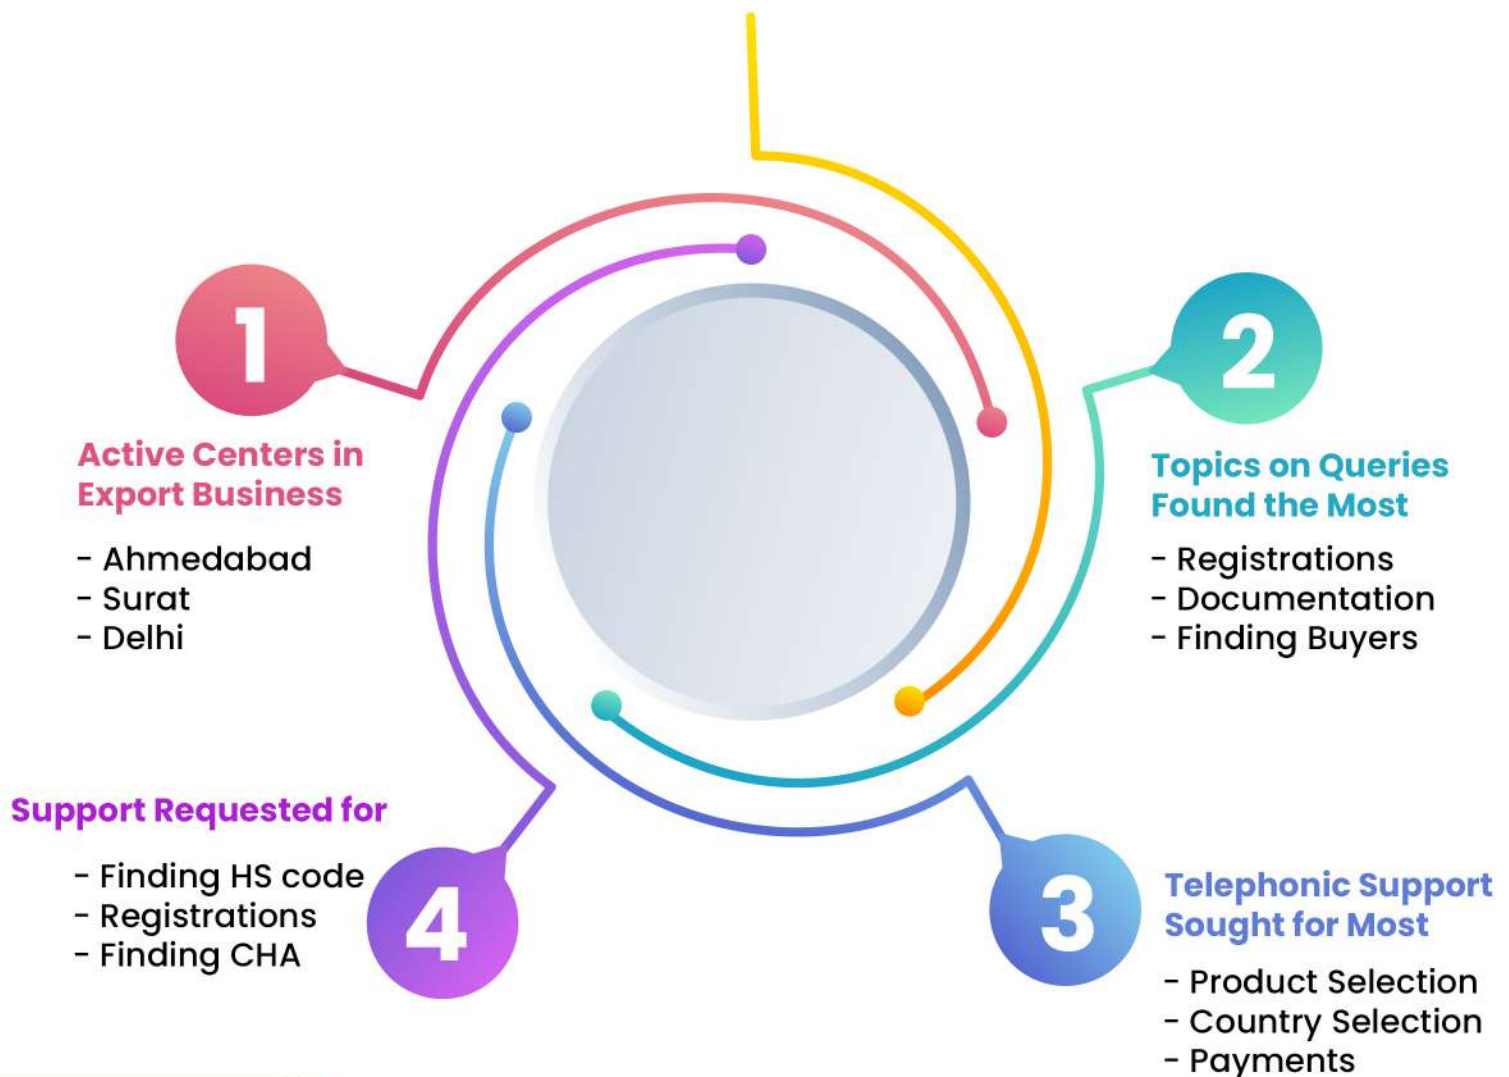 1
Active Centers in
Export Business
- Ahmedabad
- Surat
- Delhi
2
Topics on Queries
Found the Most
- Registrations
- Documentation
- Finding Buyers
3
Telephonic Support
Sought for Most
- Product Selection
- Country Selection
- Payments
4
Support Requested for
- Finding HS code
- Registrations
- Finding CHA